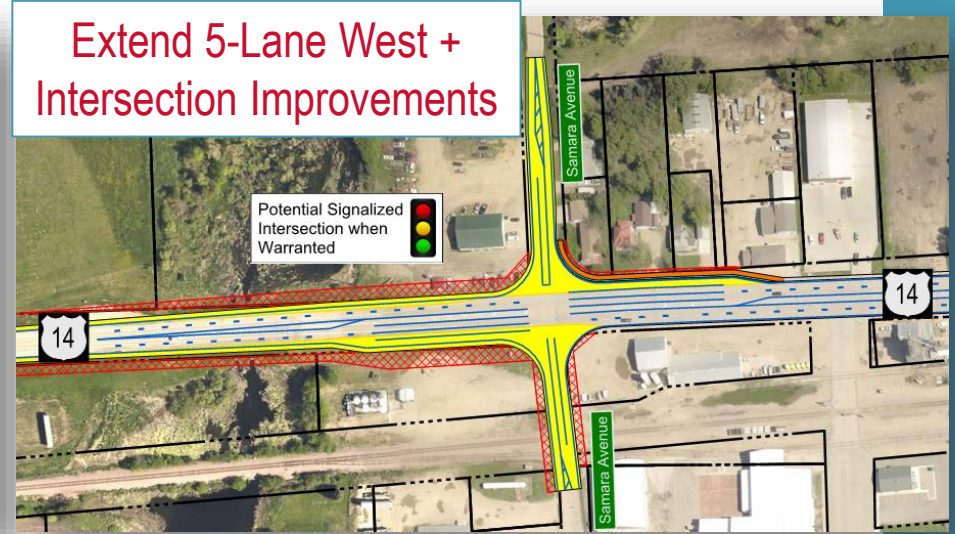 Extend 5-Lane West +
Intersection Improvements
Samara Avenue
Potential Signalized
Intersection when
Warranted
14
14
Samara Avenue